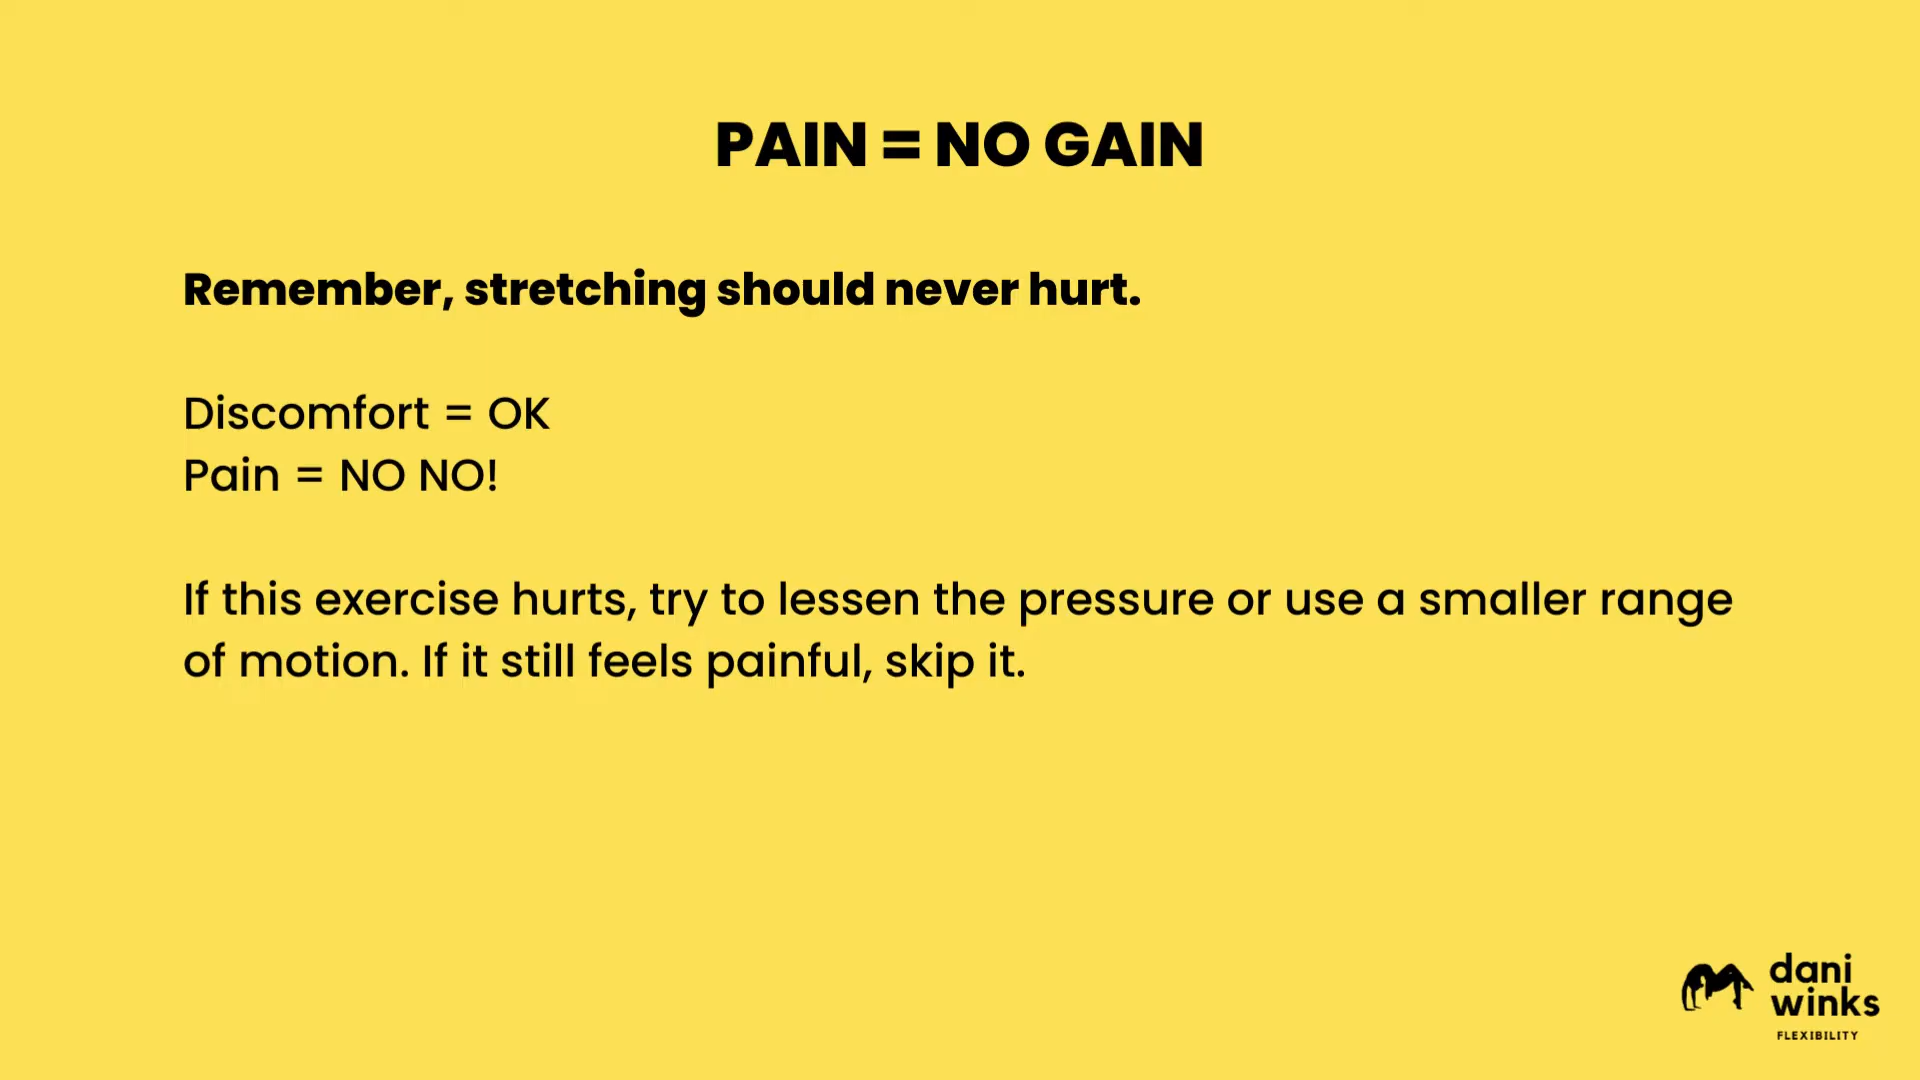 PAIN = NO GAIN
Remember, stretching should never hurt.
Discomfort = OK
Pain = NO NO!
If this exercise hurts, try to lessen the pressure or use a smaller range
of motion. If it still feels painful, skip it.
dani
winks
FLEXIBILITY